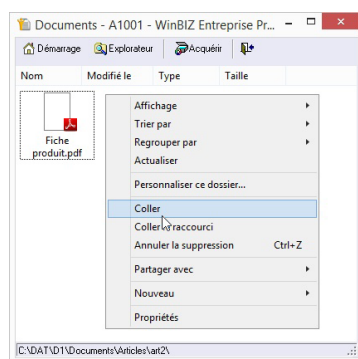 Documents - A1001 - WinBIZ Entreprise Pr...
Démarrage Explorateur Acquérir
Nom Modifié le Type Taille
Fiche
produit.pdf
Affichage
Trier par
Regrouper par
Actualiser
Personnaliser ce dossier...
Coller
Coller raccourci
Annuler la suppression Ctrl+Z
Partager avec
Nouveau
Propriétés
C:\DAT\D1\Documents\Articles\art2\